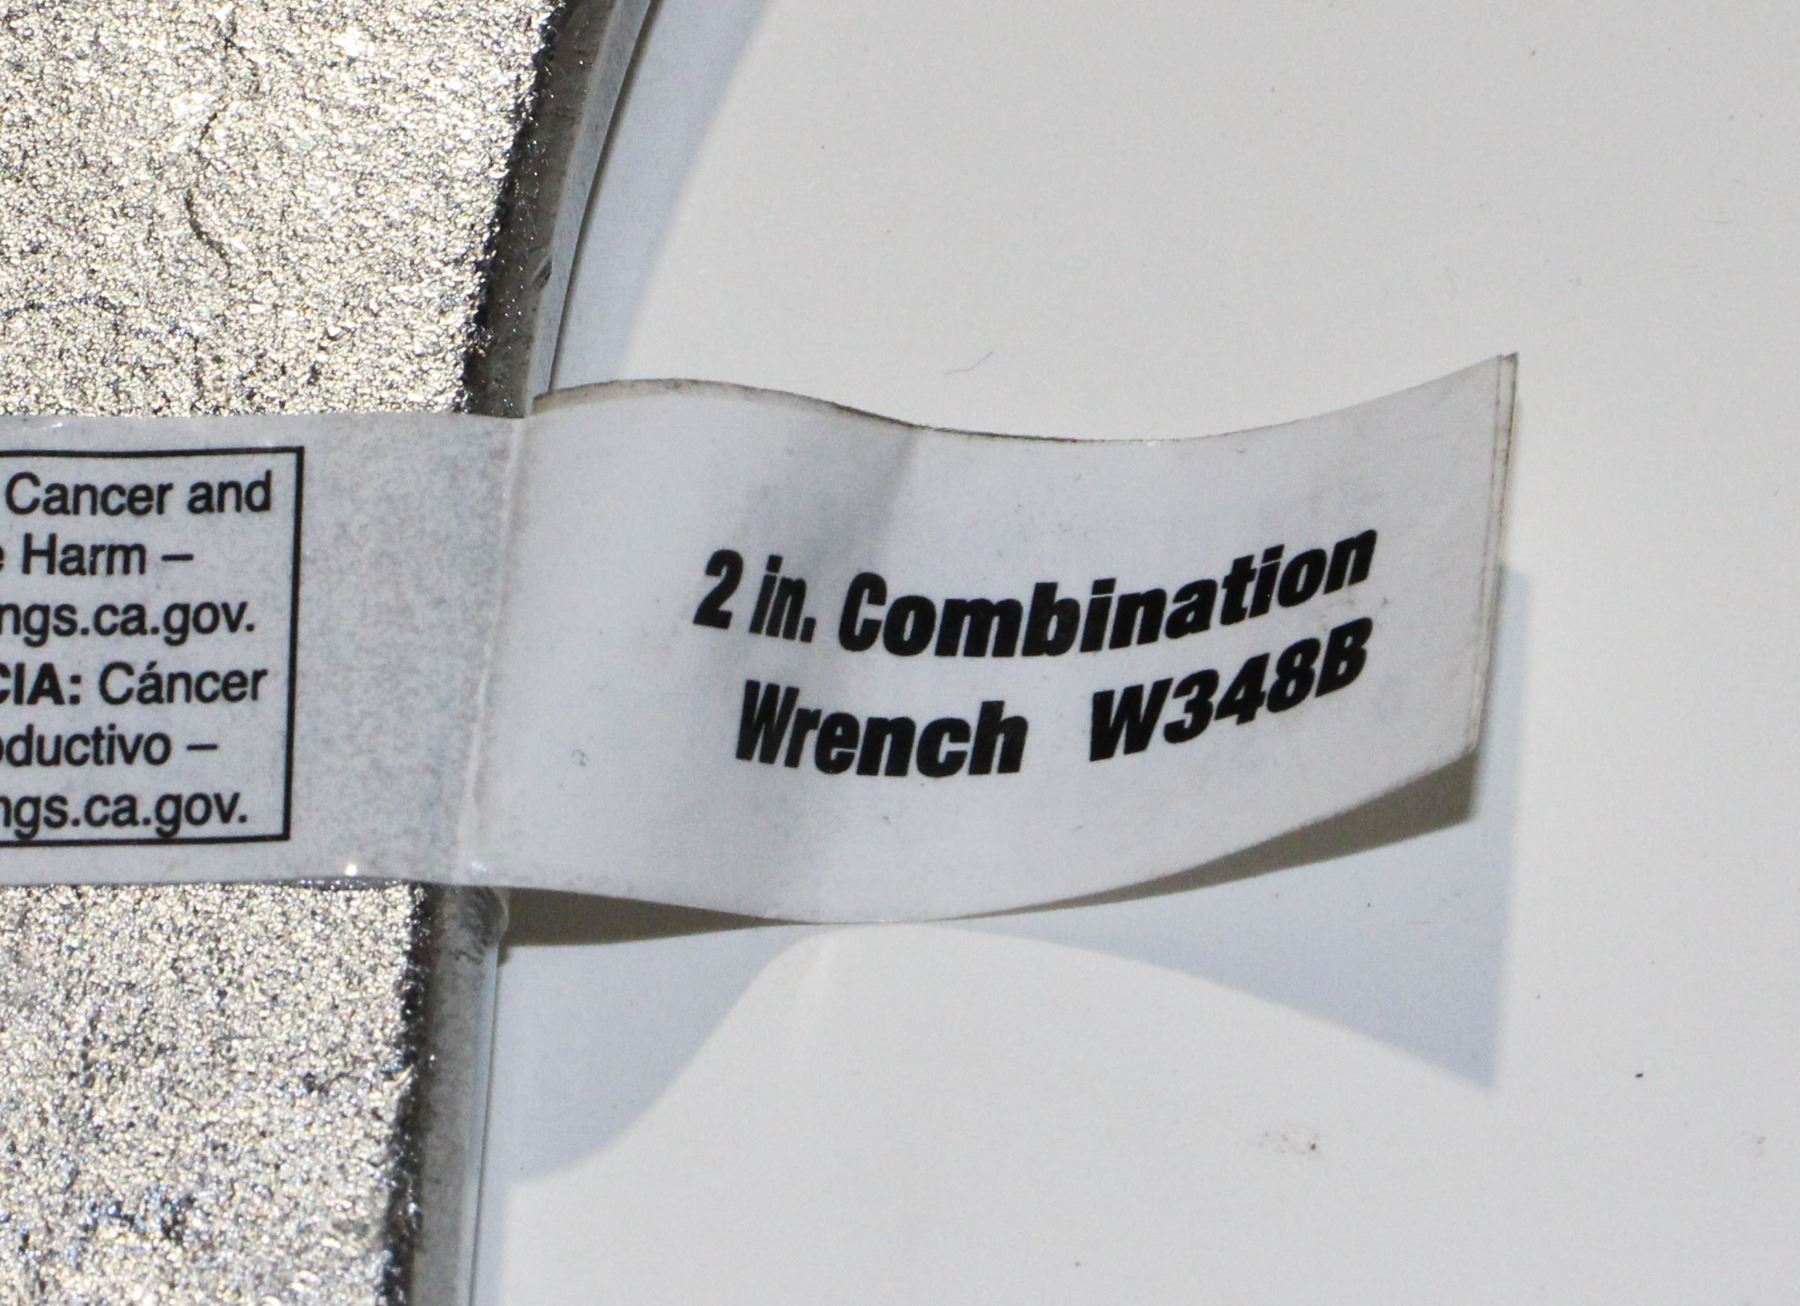 Cancer and
Harm –
ngs.ca.gov.
CIA: Cáncer
oductivo –
ngs.ca.gov.
2 in. Combination
Wrench W348B